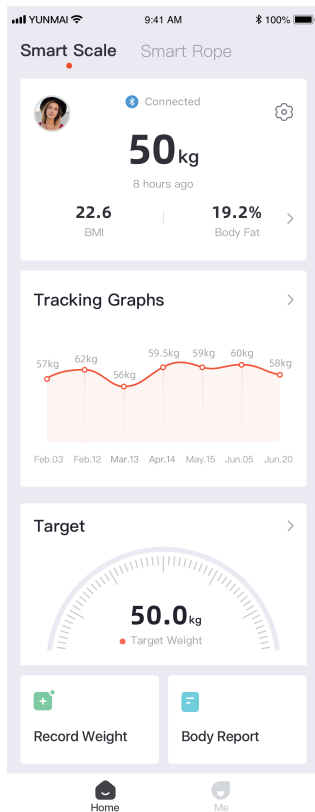 YUNMAI 9:41 AM 100%
Smart Scale Smart Rope
Connected
50kg
8 hours ago
22.6 19.2%
BMI Body Fat
Tracking Graphs
57kg 62kg 56kg 59.5kg 59kg 60kg 58kg
Feb.03 Feb.12 Mar.13 Apr.14 May.15 Jun.05 Jun.20
Target
50.0kg
Target Weight
Record Weight Body Report
Home Me